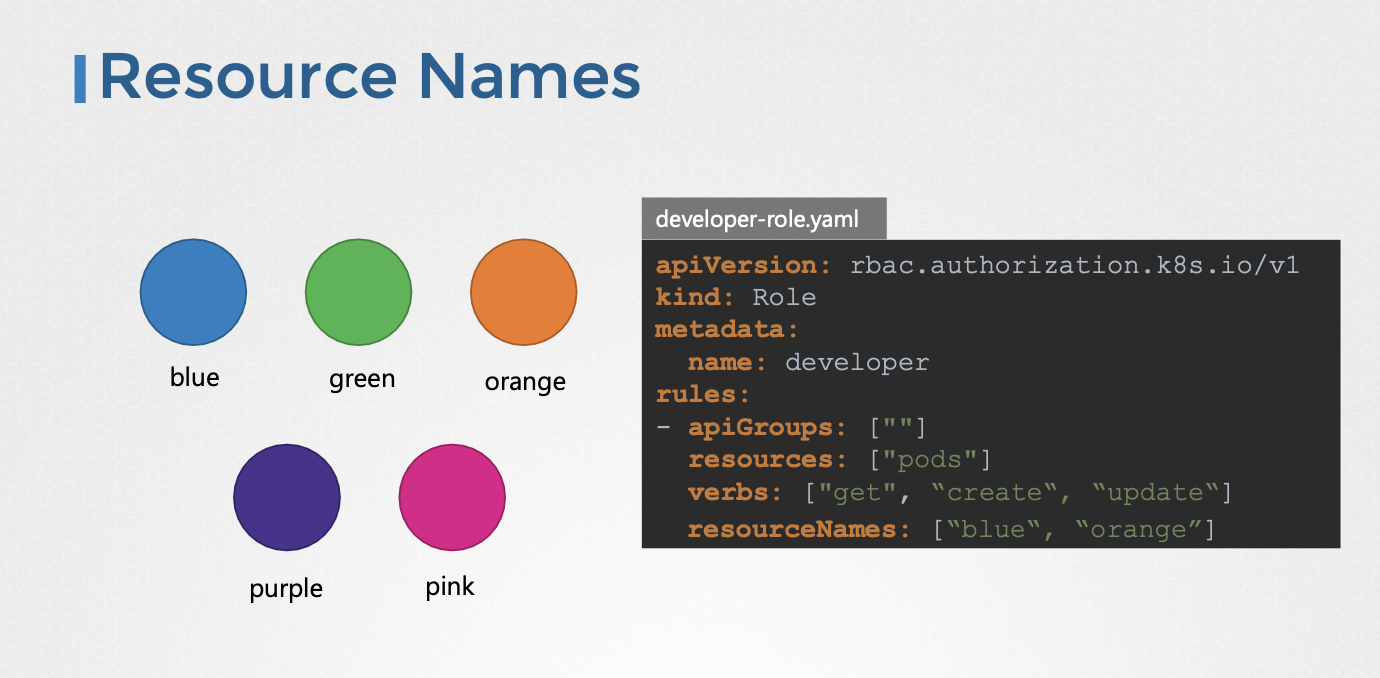 Resource Names
blue
green
orange
purple
pink
developer-role.yaml
apiVersion: rbac.authorization.k8s.io/v1
kind: Role
metadata:
  name: developer
rules:
- apiGroups: [""]
  resources: ["pods"]
  verbs: ["get", “create“, “update“]
  resourceNames: [“blue“, “orange”]